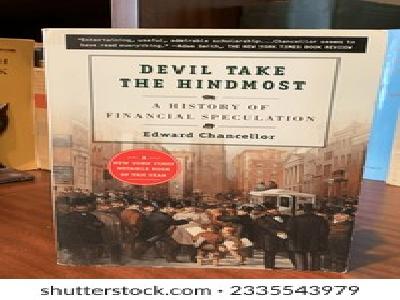 "Entertaining, useful, admirable scholarship....Chancellor seems to
have read everything." —Adam Smith, THE NEW YORK TIMES BOOK REVIEW
DEVIL TAKE
THE HINDMOST
A HISTORY OF
FINANCIAL SPECULATION
Edward Chancellor
A
NEW YORK TIMES
NOTABLE BOOK
OF THE YEAR
shutterstock.com · 2335543979